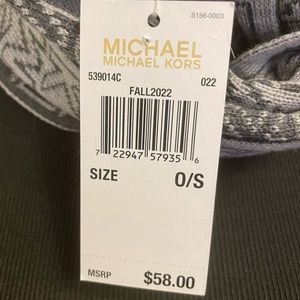 S156-0003
MICHAEL
MICHAEL KORS
539014C 022
FALL2022
7 22947 57935 6
SIZE O/S
MSRP $58.00